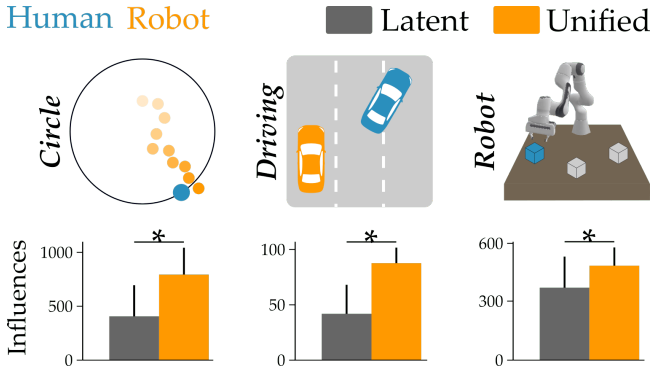 Human Robot
Latent Unified
Circle
Driving
Robot
Influences
1000
500
0
*
100
50
0
*
600
300
0
*